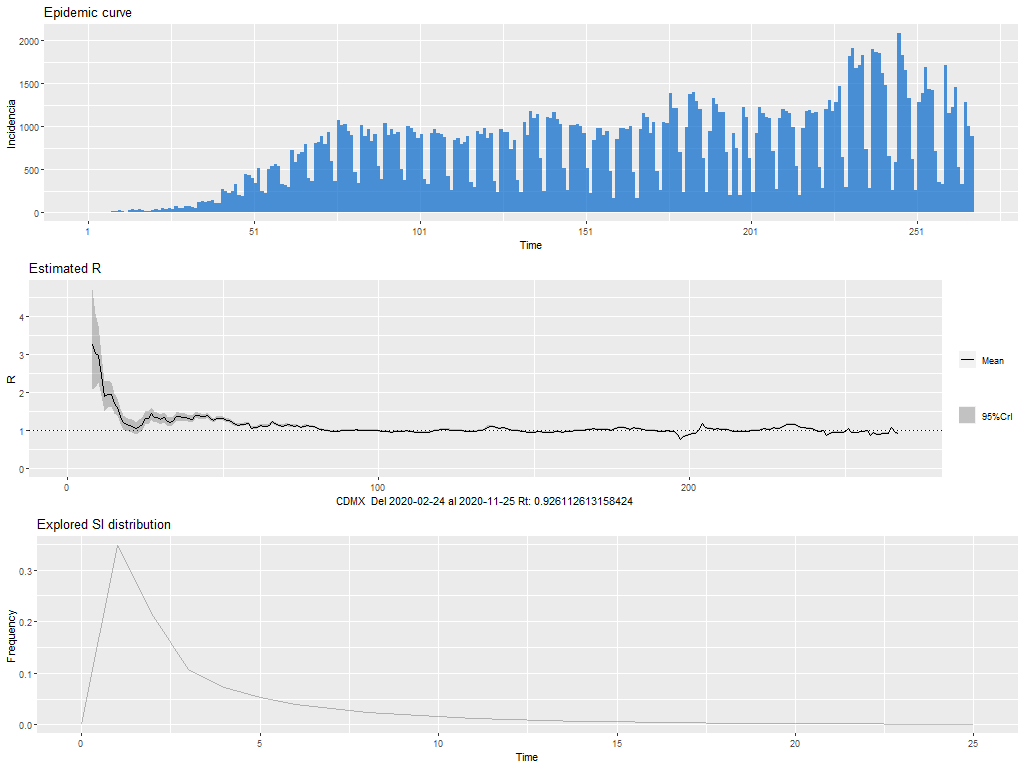 Epidemic curve
2000
1500
1000
500
0
Incidencia
1 51 101 151 201 251
Time
Estimated R
4
3
2
1
0
R
Mean
95%CrI
0 100 200
CDMX Del 2020-02-24 al 2020-11-25 Rt: 0.926112613158424
Explored SI distribution
0.3
0.2
0.1
0.0
Frequency
0 5 10 15 20 25
Time